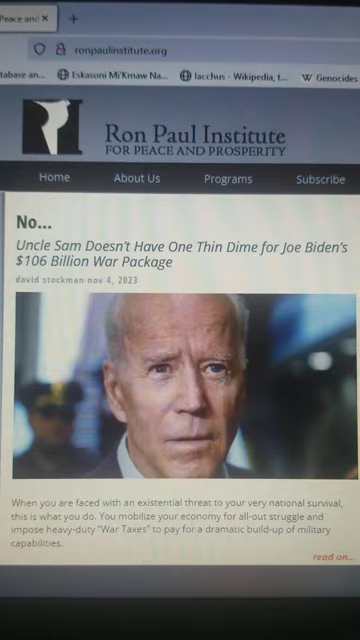 Peace and
ronpaulinstitute.org
tabase an...
Eskasoni Mi'Kmaw Na...
Iacchus - Wikipedia, t...
Genocides
Ron Paul Institute
FOR PEACE AND PROSPERITY
Home
About Us
Programs
Subscribe
No...
Uncle Sam Doesn't Have One Thin Dime for Joe Biden's
$106 Billion War Package
david stockman nov 4, 2023
When you are faced with an existential threat to your very national survival,
this is what you do. You mobilize your economy for all-out struggle and
impose heavy-duty "War Taxes" to pay for a dramatic build-up of military
capabilities.
read on...